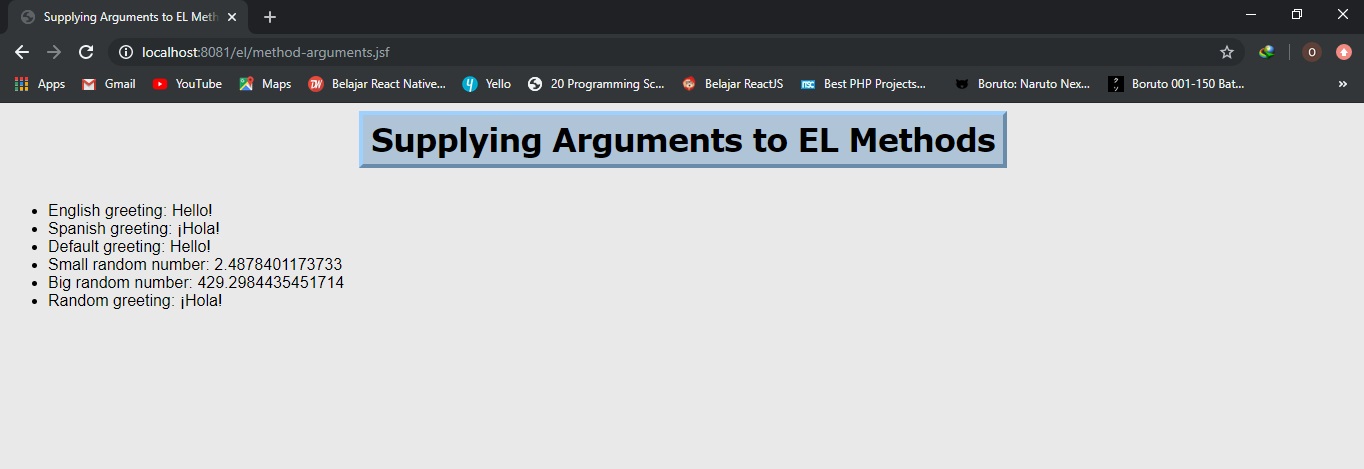 Supplying Arguments to EL Meth
localhost:8081/el/method-arguments.jsf
O
Apps Gmail YouTube Maps Belajar React Native... Yello 20 Programming Sc... Belajar ReactJS Best PHP Projects... Boruto: Naruto Nex... Boruto 001-150 Bat... »
Supplying Arguments to EL Methods
• English greeting: Hello!
• Spanish greeting: ¡Hola!
• Default greeting: Hello!
• Small random number: 2.4878401173733
• Big random number: 429.2984435451714
• Random greeting: ¡Hola!